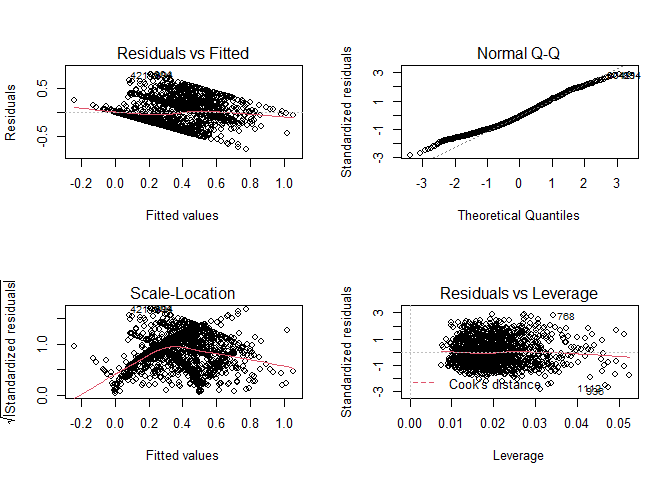 Residuals vs Fitted
Residuals
-0.5 0.5
-0.2 0.0 0.2 0.4 0.6 0.8 1.0
Fitted values
Normal Q-Q
Standardized residuals
-3 -1 1 3
-3 -2 -1 0 1 2 3
Theoretical Quantiles
Scale-Location
√|Standardized residuals|
0.0 1.0
-0.2 0.0 0.2 0.4 0.6 0.8 1.0
Fitted values
Residuals vs Leverage
Standardized residuals
-3 -1 1 3
768
1112
Cook's distance
0.00 0.01 0.02 0.03 0.04 0.05
Leverage